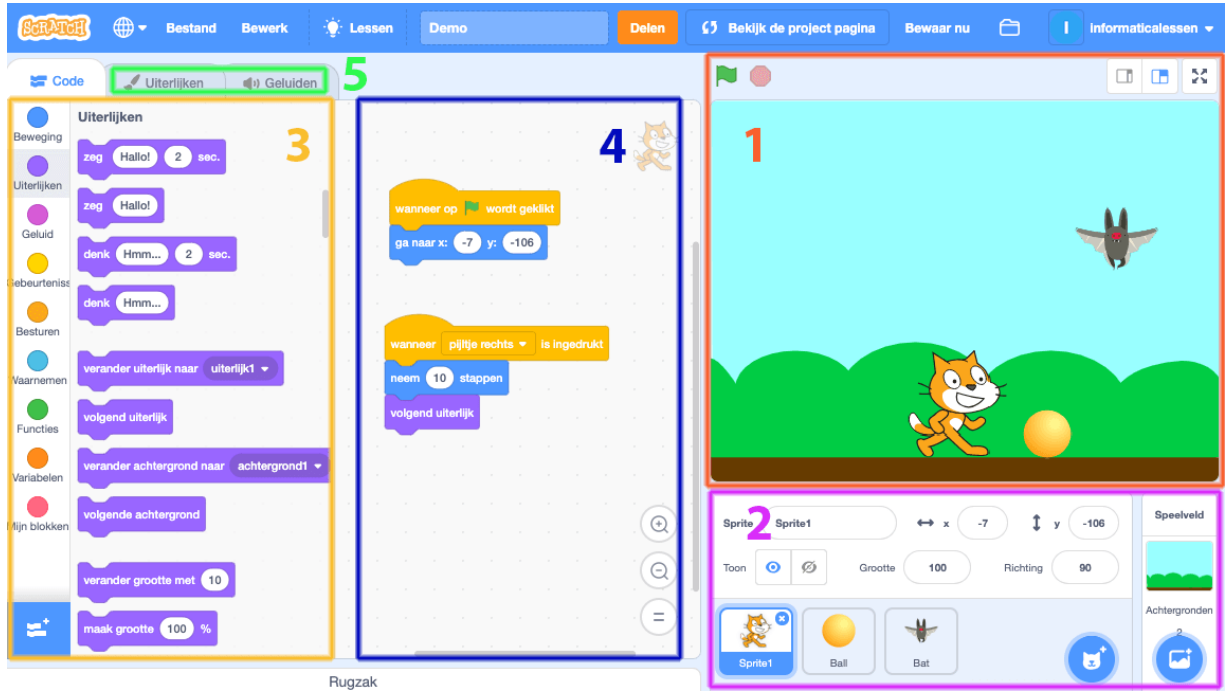 SCRATCH
Bestand
Bewerk
Lessen
Demo
Delen
Bekijk de project pagina
Bewaar nu
I
informaticalessen
Code
Uiterlijken
Geluiden
5
Beweging
Uiterlijken
Geluid
Gebeurteniss
Besturen
Waarnemen
Functies
Variabelen
Mijn blokken
Uiterlijken
3
zeg Hallo! 2 sec.
zeg Hallo!
denk Hmm... 2 sec.
denk Hmm...
verander uiterlijk naar uiterlijk1
volgend uiterlijk
verander achtergrond naar achtergrond1
volgende achtergrond
verander grootte met 10
maak grootte 100 %
4
wanneer op wordt geklikt
ga naar x: -7 y: -106
wanneer pijltje rechts is ingedrukt
neem 10 stappen
volgend uiterlijk
=
1
2
Sprite Sprite1 x -7 y -106
Toon Grootte 100 Richting 90
Sprite1
Ball
Bat
Speelveld
Achtergronden
2
Rugzak